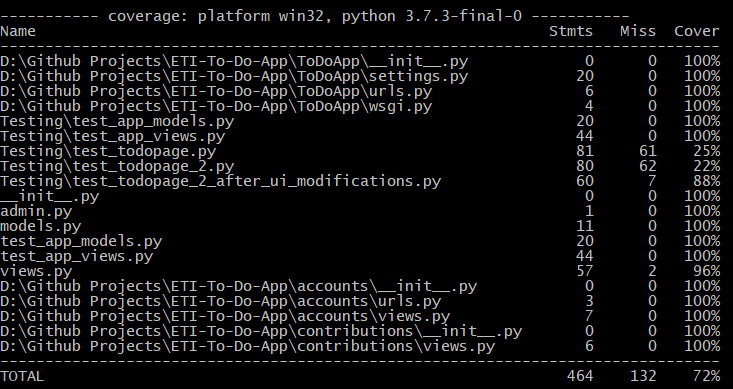 ----------- coverage: platform win32, python 3.7.3-final-0 -----------
Name                                                                 Stmts   Miss  Cover
----------------------------------------------------------------------------------------
D:\Github Projects\ETI-To-Do-App\ToDoApp\__init__.py                     0      0   100%
D:\Github Projects\ETI-To-Do-App\ToDoApp\settings.py                    20      0   100%
D:\Github Projects\ETI-To-Do-App\ToDoApp\urls.py                         6      0   100%
D:\Github Projects\ETI-To-Do-App\ToDoApp\wsgi.py                         4      0   100%
Testing\test_app_models.py                                              20      0   100%
Testing\test_app_views.py                                               44      0   100%
Testing\test_todopage.py                                                81     61    25%
Testing\test_todopage_2.py                                              80     62    22%
Testing\test_todopage_2_after_ui_modifications.py                       60      7    88%
__init__.py                                                              0      0   100%
admin.py                                                                 1      0   100%
models.py                                                               11      0   100%
test_app_models.py                                                      20      0   100%
test_app_views.py                                                       44      0   100%
views.py                                                                57      2    96%
D:\Github Projects\ETI-To-Do-App\accounts\__init__.py                    0      0   100%
D:\Github Projects\ETI-To-Do-App\accounts\urls.py                        3      0   100%
D:\Github Projects\ETI-To-Do-App\accounts\views.py                       7      0   100%
D:\Github Projects\ETI-To-Do-App\contributions\__init__.py               0      0   100%
D:\Github Projects\ETI-To-Do-App\contributions\views.py                  6      0   100%
----------------------------------------------------------------------------------------
TOTAL                                                                  464    132    72%